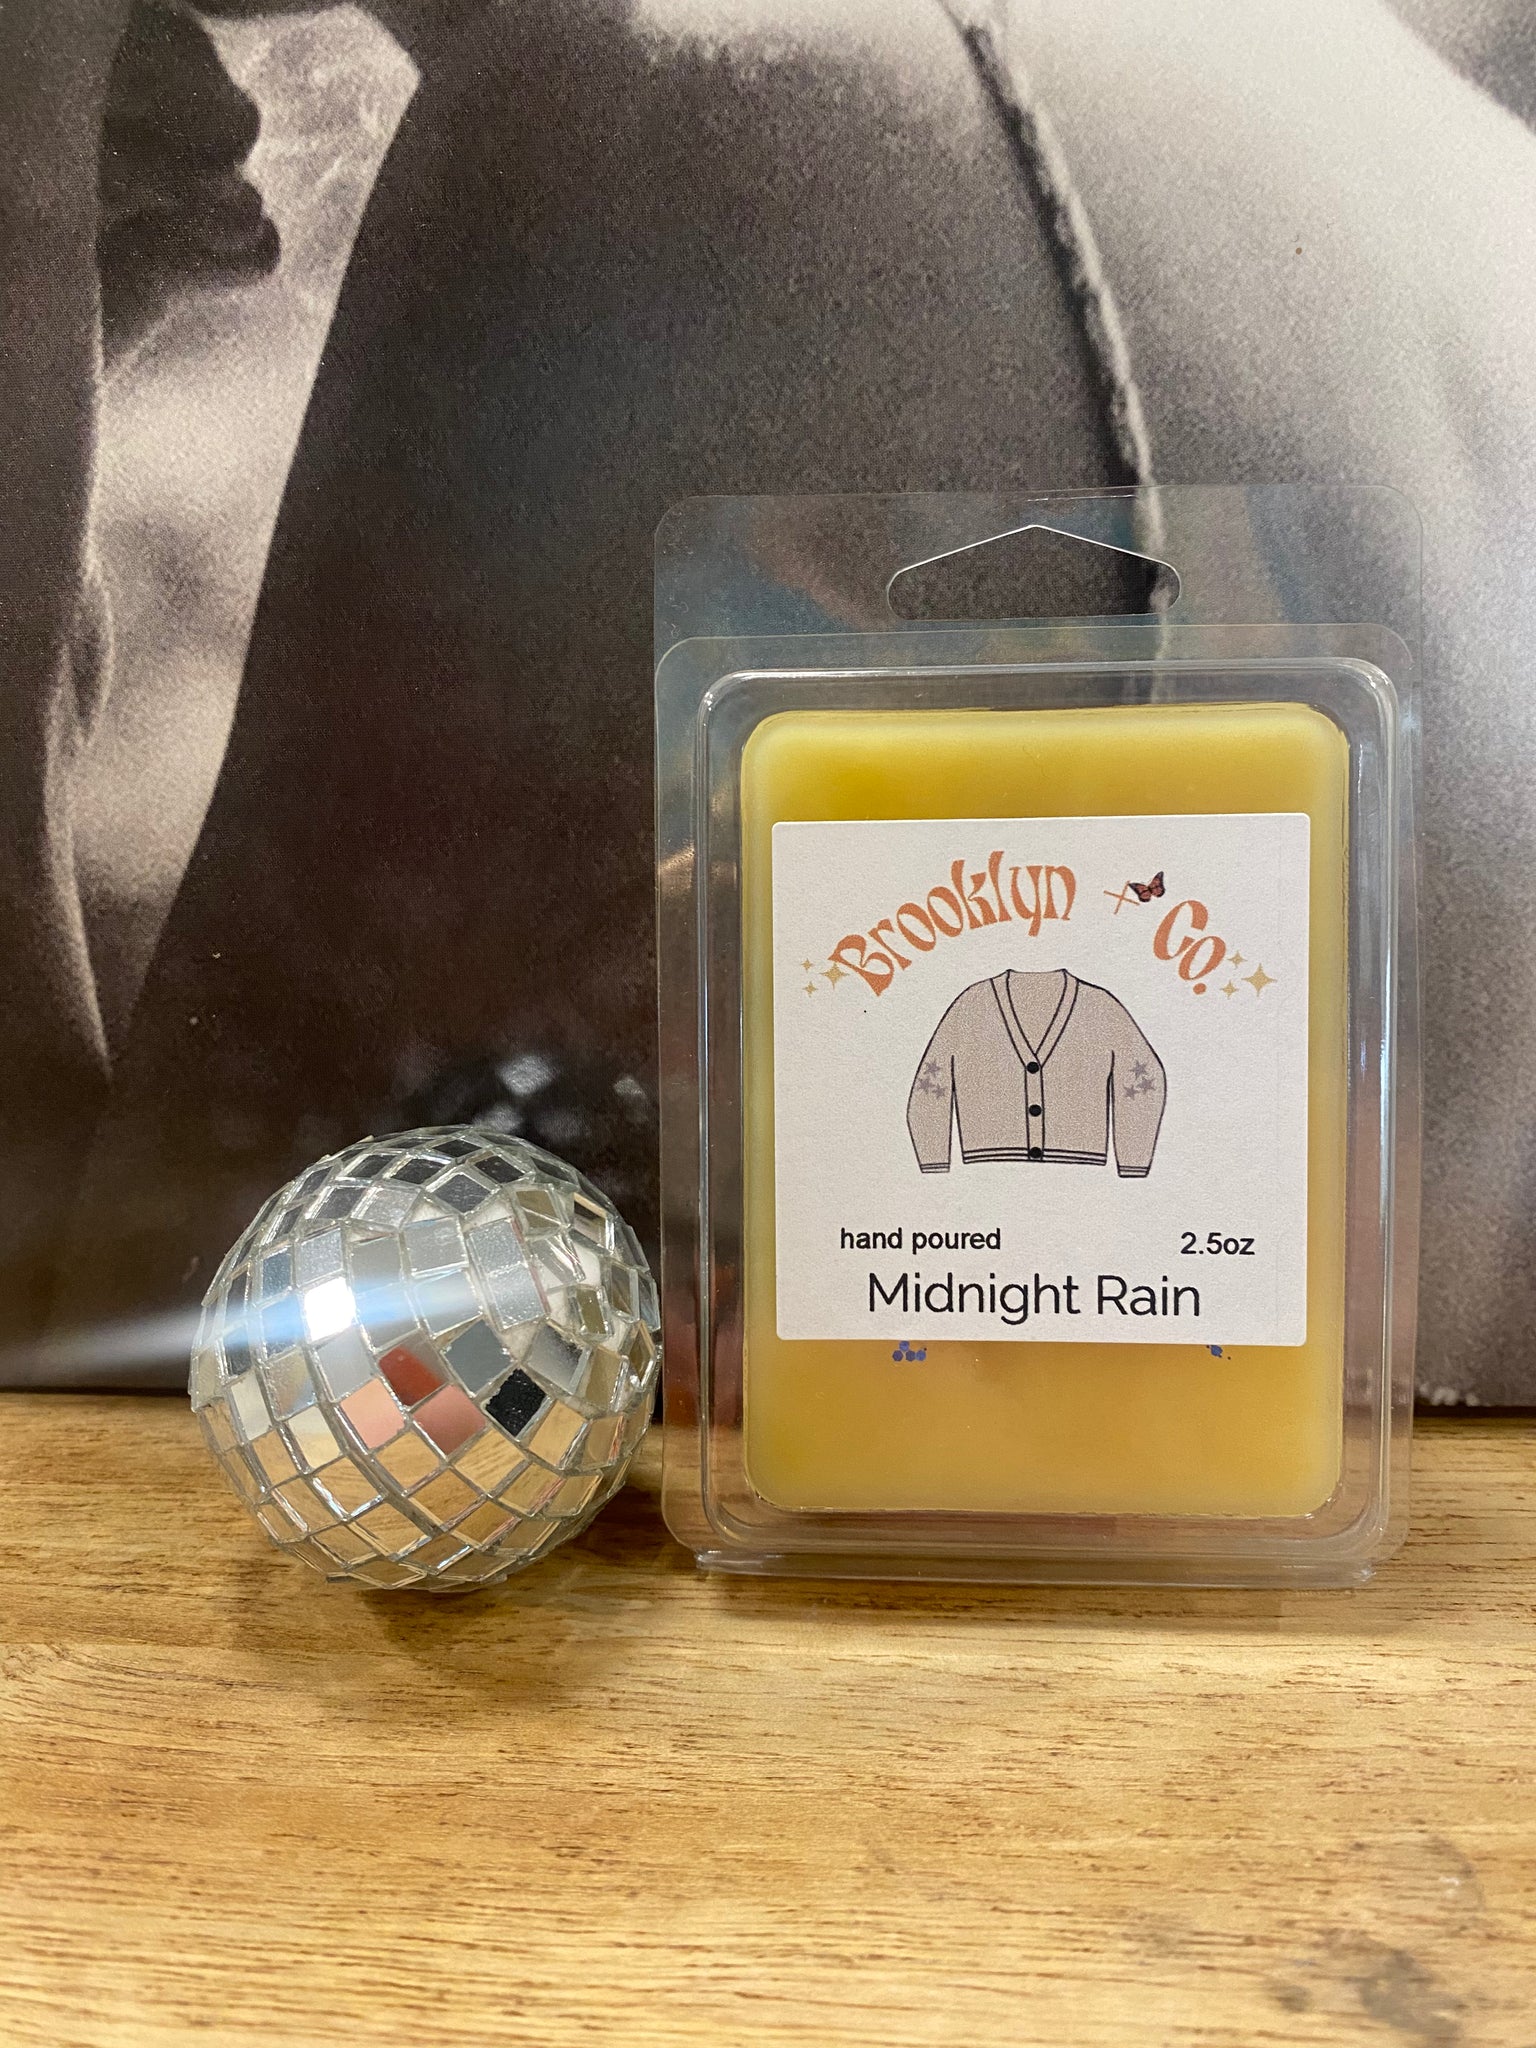 Brooklyn x Co.
hand poured 2.5oz
Midnight Rain